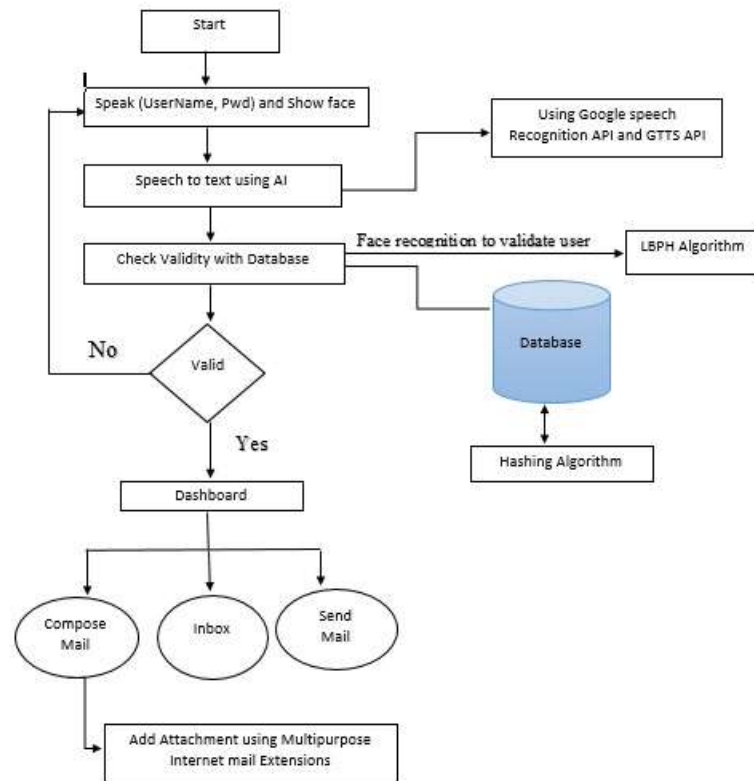 Start
Speak (UserName, Pwd) and Show face
Using Google speech
Recognition API and GTTS API
Speech to text using AI
Face recognition to validate user
LBPH Algorithm
Check Validity with Database
No
Valid
Database
Yes
Hashing Algorithm
Dashboard
Compose
Mail
Inbox
Send
Mail
Add Attachment using Multipurpose
Internet mail Extensions